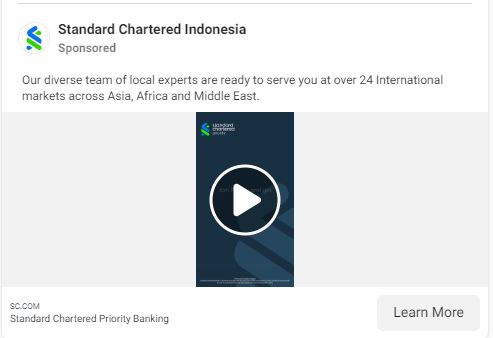 Standard Chartered Indonesia
Sponsored
Our diverse team of local experts are ready to serve you at over 24 International
markets across Asia, Africa and Middle East.
standard
chartered
priority
SC.COM
Standard Chartered Priority Banking
Learn More